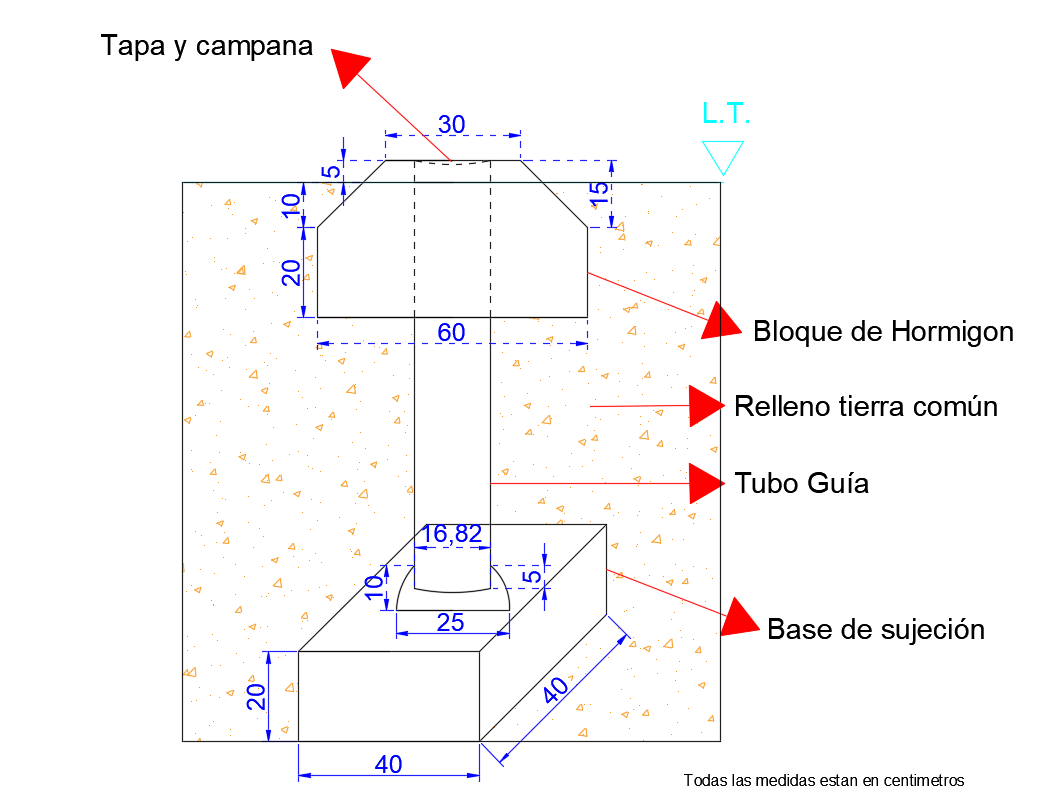 Tapa y campana
30
L.T.
5
10
15
20
60
Bloque de Hormigon
Relleno tierra común
Tubo Guía
16,82
10
5
25
Base de sujeción
20
40
40
Todas las medidas estan en centimetros